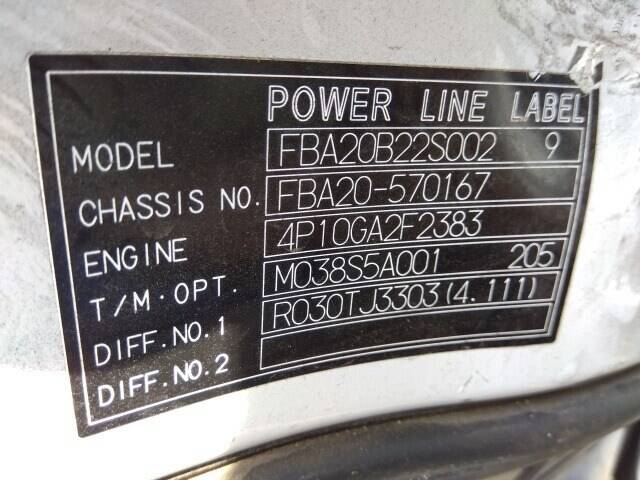 POWER LINE LABEL
MODEL FBA20B22S002 9
CHASSIS NO. FBA20-570167
ENGINE 4P10GA2F2383
T/M·OPT. M038S5A001 205
DIFF.NO.1 R030TJ3303(4.111)
DIFF.NO.2